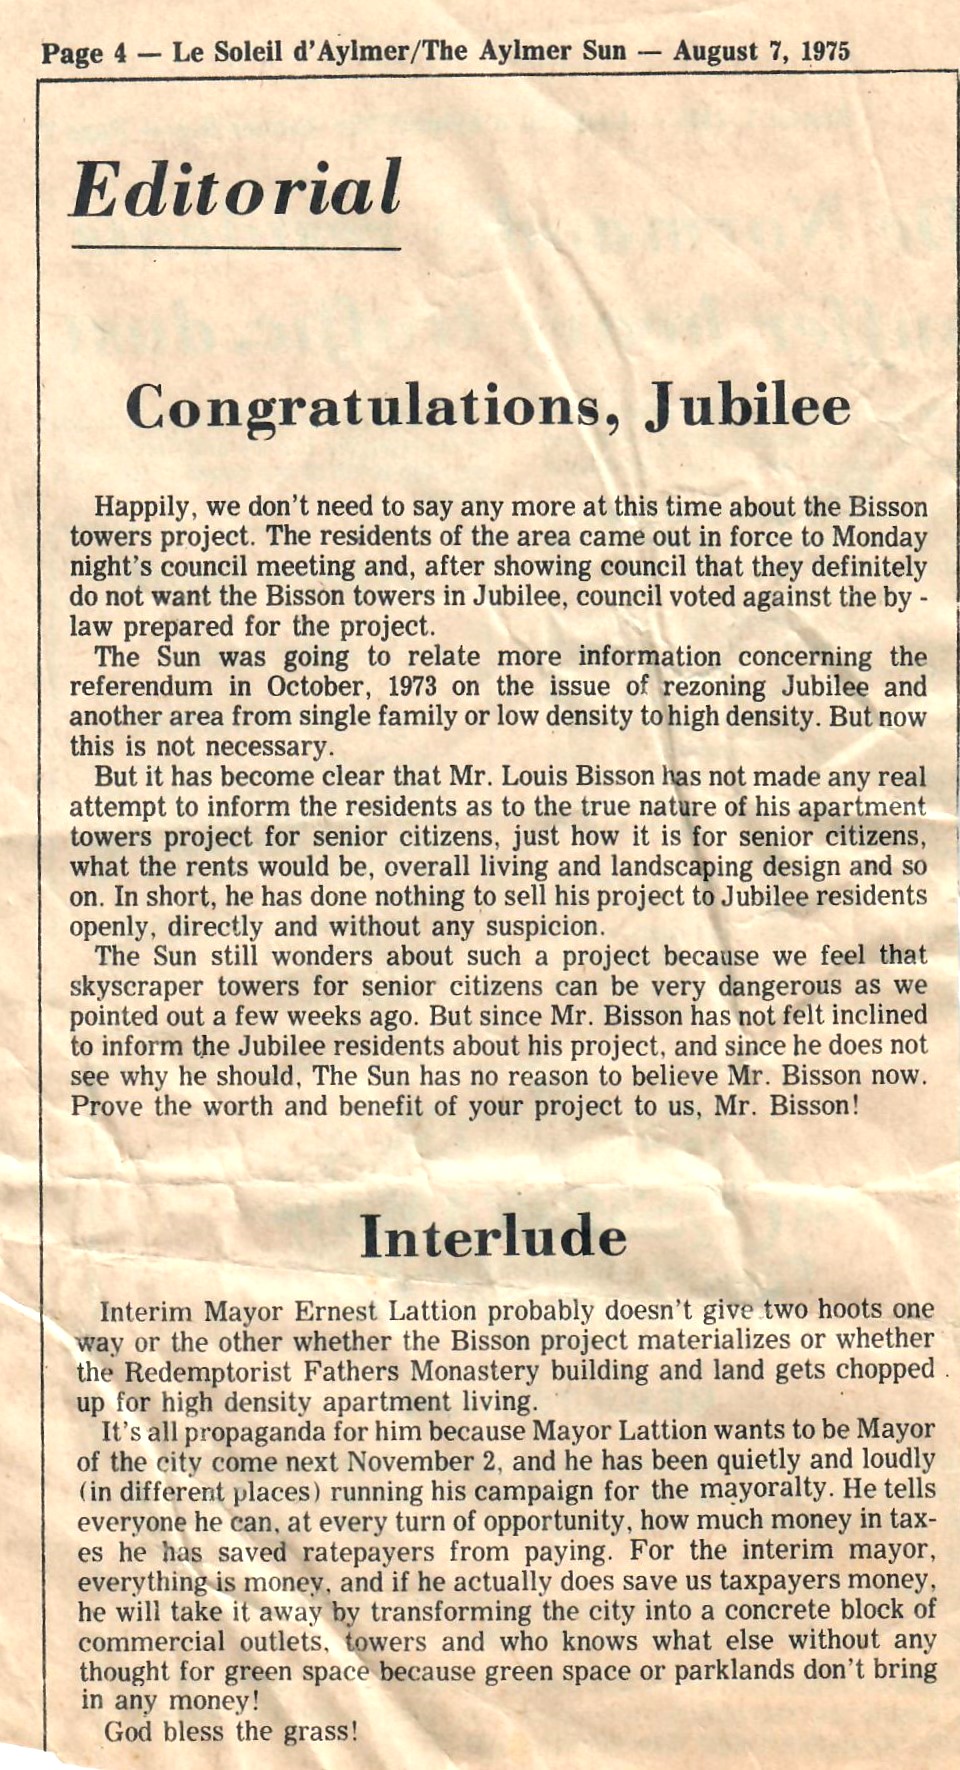 Page 4 — Le Soleil d'Aylmer/The Aylmer Sun — August 7, 1975
Editorial
Congratulations, Jubilee
Happily, we don't need to say any more at this time about the Bisson
towers project. The residents of the area came out in force to Monday
night's council meeting and, after showing council that they definitely
do not want the Bisson towers in Jubilee, council voted against the by -
law prepared for the project.
The Sun was going to relate more information concerning the
referendum in October, 1973 on the issue of rezoning Jubilee and
another area from single family or low density to high density. But now
this is not necessary.
But it has become clear that Mr. Louis Bisson has not made any real
attempt to inform the residents as to the true nature of his apartment
towers project for senior citizens, just how it is for senior citizens,
what the rents would be, overall living and landscaping design and so
on. In short, he has done nothing to sell his project to Jubilee residents
openly, directly and without any suspicion.
The Sun still wonders about such a project because we feel that
skyscraper towers for senior citizens can be very dangerous as we
pointed out a few weeks ago. But since Mr. Bisson has not felt inclined
to inform the Jubilee residents about his project, and since he does not
see why he should, The Sun has no reason to believe Mr. Bisson now.
Prove the worth and benefit of your project to us, Mr. Bisson!
Interlude
Interim Mayor Ernest Lattion probably doesn't give two hoots one
way or the other whether the Bisson project materializes or whether
the Redemptorist Fathers Monastery building and land gets chopped
up for high density apartment living.
It's all propaganda for him because Mayor Lattion wants to be Mayor
of the city come next November 2, and he has been quietly and loudly
(in different places) running his campaign for the mayoralty. He tells
everyone he can, at every turn of opportunity, how much money in tax-
es he has saved ratepayers from paying. For the interim mayor,
everything is money, and if he actually does save us taxpayers money,
he will take it away by transforming the city into a concrete block of
commercial outlets, towers and who knows what else without any
thought for green space because green space or parklands don't bring
in any money!
God bless the grass!